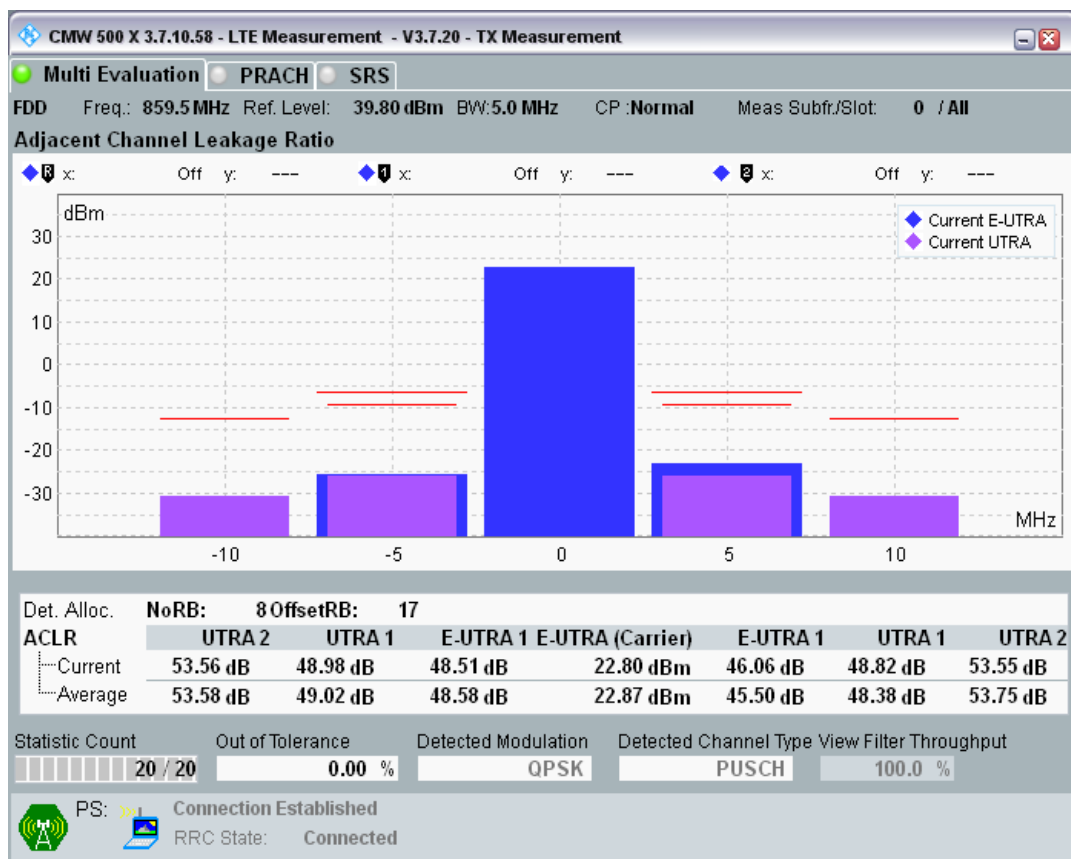 CMW 500 X 3.7.10.58 - LTE Measurement - V3.7.20 - TX Measurement
Multi Evaluation PRACH SRS
FDD Freq.: 859.5 MHz Ref. Level: 39.80 dBm BW:5.0 MHz CP :Normal Meas Subfr./Slot: 0 / All
Adjacent Channel Leakage Ratio
R x: Off y: --- 1 x: Off y: --- 2 x: Off y: ---
dBm
Current E-UTRA
Current UTRA
30
20
10
0
-10
-20
-30
MHz
-10 -5 0 5 10
Det. Alloc. NoRB: 8 OffsetRB: 17
ACLR UTRA 2 UTRA 1 E-UTRA 1 E-UTRA (Carrier) E-UTRA 1 UTRA 1 UTRA 2
Current 53.56 dB 48.98 dB 48.51 dB 22.80 dBm 46.06 dB 48.82 dB 53.55 dB
Average 53.58 dB 49.02 dB 48.58 dB 22.87 dBm 45.50 dB 48.38 dB 53.75 dB
Statistic Count Out of Tolerance Detected Modulation Detected Channel Type View Filter Throughput
20 / 20 0.00 % QPSK PUSCH 100.0 %
PS: Connection Established
RRC State: Connected